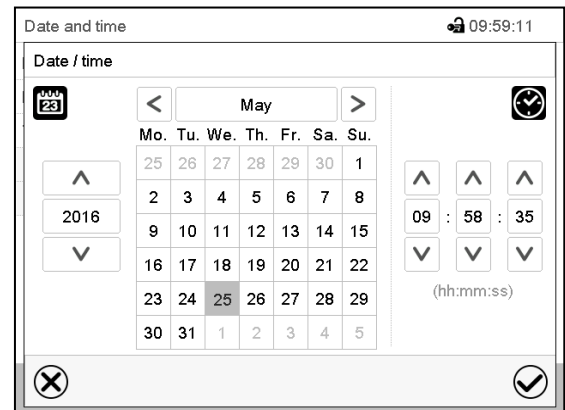 Date and time 09:59:11
Date / time
23
< May >
Mo. Tu. We. Th. Fr. Sa. Su.
25 26 27 28 29 30 1
2 3 4 5 6 7 8
2016
09 : 58 : 35
9 10 11 12 13 14 15
16 17 18 19 20 21 22
(hh:mm:ss)
23 24 25 26 27 28 29
30 31 1 2 3 4 5